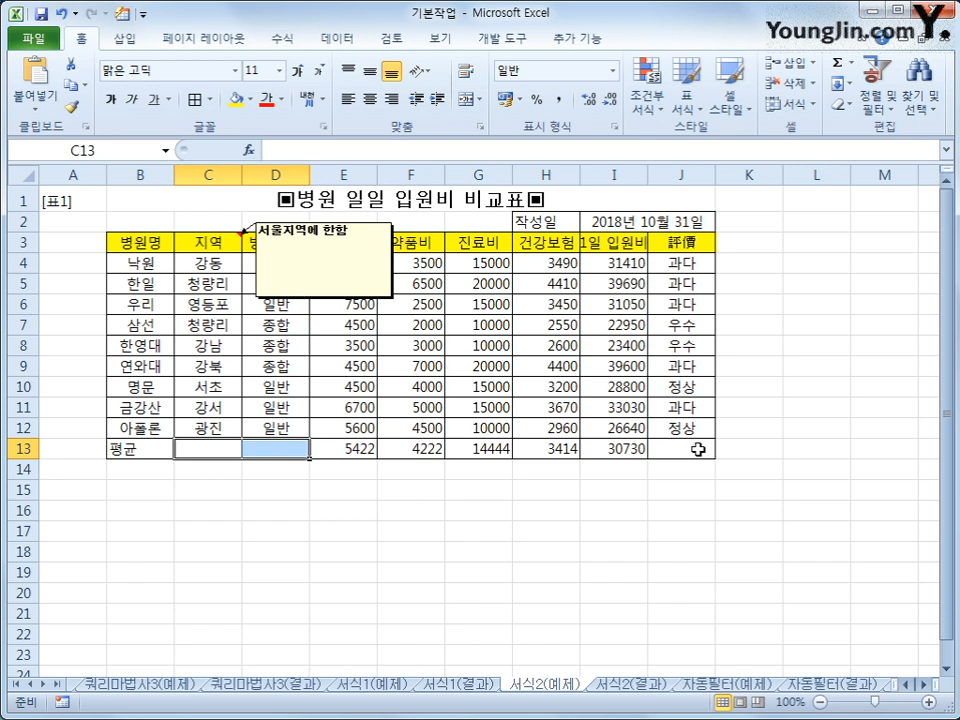 기본작업 - Microsoft Excel
YoungJin.com Y.
파일 홈 삽입 페이지 레이아웃 수식 데이터 검토 보기 개발 도구 추가 기능
맑은 고딕 11 일반 삽입 삭제 서식
붙여넣기 가 가 가 조건부 서식 표 서식 셀 스타일 정렬 및 필터 찾기 및 선택
클립보드 글꼴 맞춤 표시 형식 스타일 셀 편집
C13 fx
A B C D E F G H I J K L M
1 [표1] ▣병원 일일 입원비 비교표▣
2 작성일 2018년 10월 31일
3 병원명 지역 서울지역에 한함 약품비 진료비 건강보험 1일 입원비 評價
4 낙원 강동 3500 15000 3490 31410 과다
5 한일 청량리 6500 20000 4410 39690 과다
6 우리 영등포 일반 7500 2500 15000 3450 31050 과다
7 삼선 청량리 종합 4500 2000 10000 2550 22950 우수
8 한영대 강남 종합 3500 3000 10000 2600 23400 우수
9 연와대 강북 종합 4500 7000 20000 4400 39600 과다
10 명문 서초 일반 4500 4000 15000 3200 28800 정상
11 금강산 강서 일반 6700 5000 15000 3670 33030 과다
12 아폴론 광진 일반 5600 4500 10000 2960 26640 정상
13 평균 5422 4222 14444 3414 30730
14
15
16
17
18
19
20
21
22
23
24
쿼리마법사3(예제) 쿼리마법사3(결과) 서식1(예제) 서식1(결과) 서식2(예제) 서식2(결과) 자동필터(예제) 자동필터(결과)
준비 100%